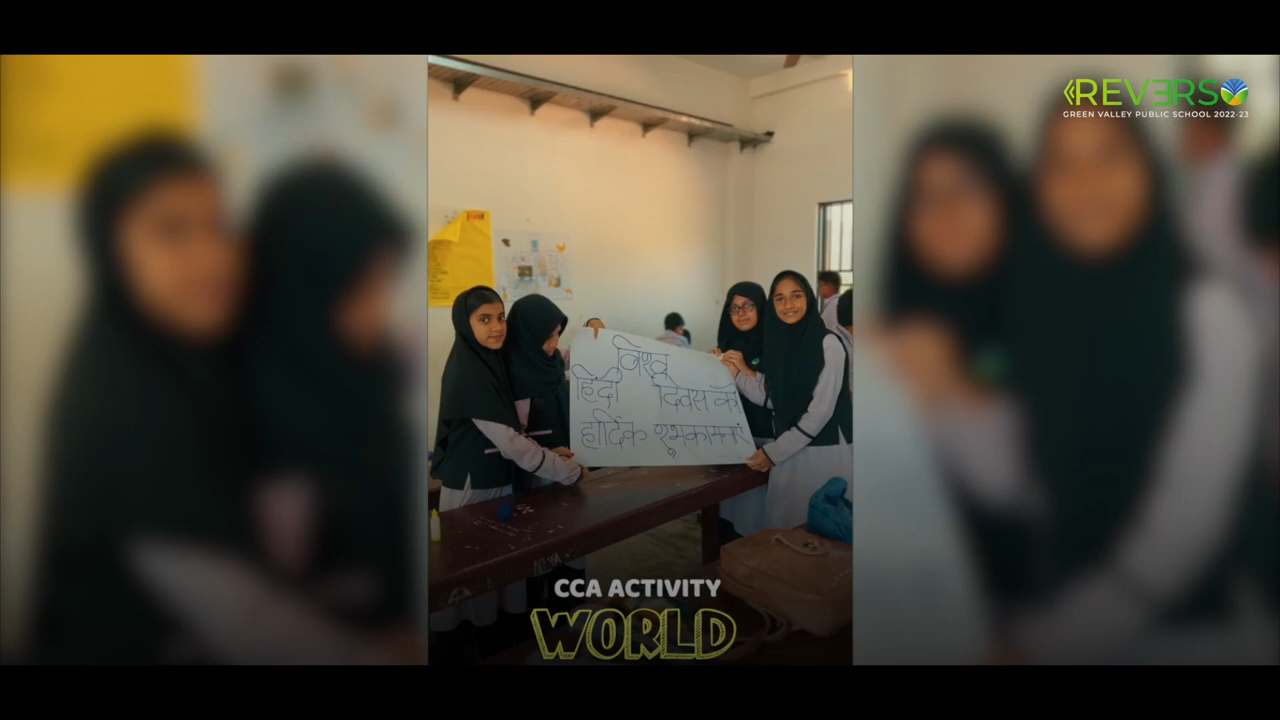 REVERSO
GREEN VALLEY PUBLIC SCHOOL 2022-23
विश्व
हिंदी दिवस की
हार्दिक शुभकामनाएं
CCA ACTIVITY
WORLD